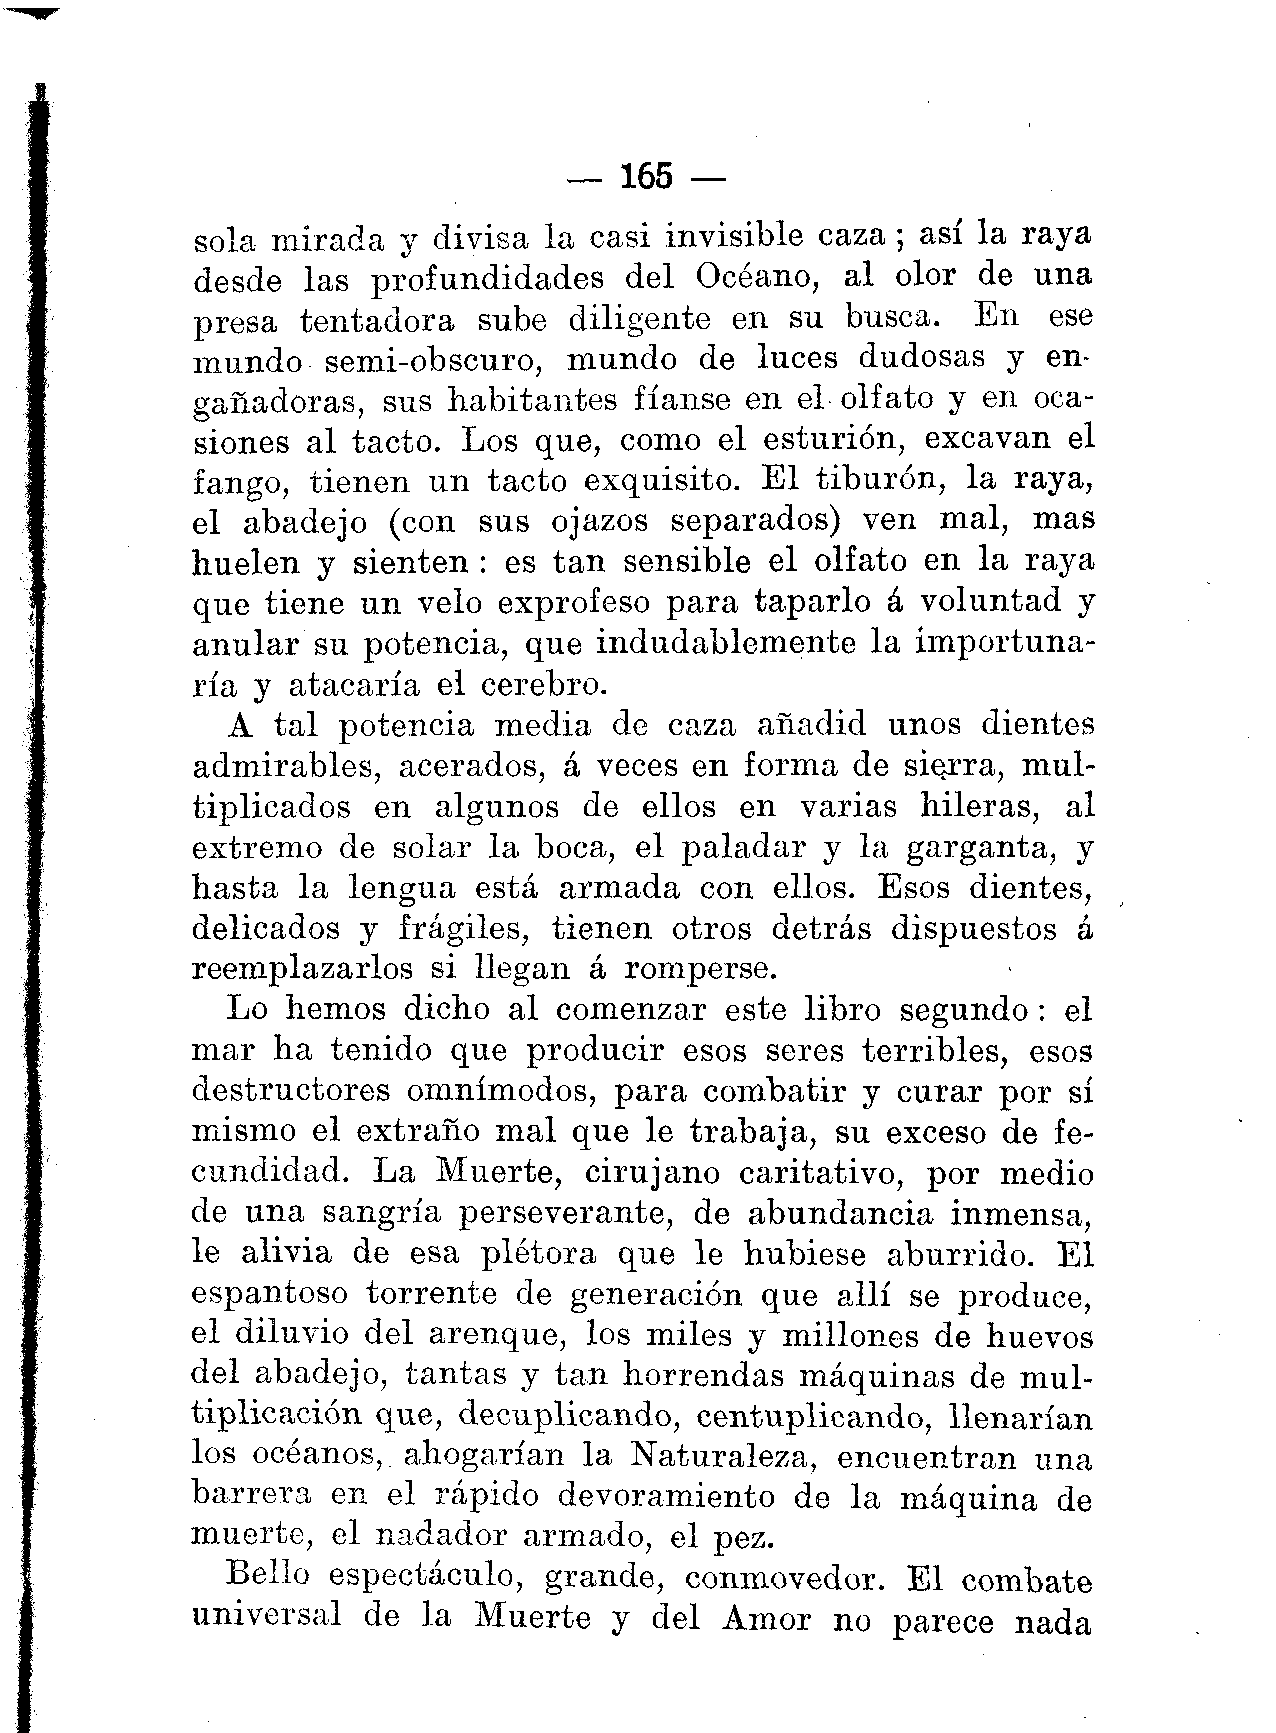 — 165 —
sola mirada y divisa la casi invisible caza ; así la raya
desde las profundidades del Océano, al olor de una
presa tentadora sube diligente en su busca. En ese
mundo semi-obscuro, mundo de luces dudosas y en-
gañadoras, sus habitantes fíanse en el olfato y en oca-
siones al tacto. Los que, como el esturión, excavan el
fango, tienen un tacto exquisito. El tiburón, la raya,
el abadejo (con sus ojazos separados) ven mal, mas
huelen y sienten : es tan sensible el olfato en la raya
que tiene un velo exprofeso para taparlo á voluntad y
anular su potencia, que indudablemente la importuna-
ría y atacaría el cerebro.
A tal potencia media de caza añadid unos dientes
admirables, acerados, á veces en forma de sierra, mul-
tiplicados en algunos de ellos en varias hileras, al
extremo de solar la boca, el paladar y la garganta, y
hasta la lengua está armada con ellos. Esos dientes,
delicados y frágiles, tienen otros detrás dispuestos á
reemplazarlos si llegan á romperse.
Lo hemos dicho al comenzar este libro segundo : el
mar ha tenido que producir esos seres terribles, esos
destructores omnímodos, para combatir y curar por sí
mismo el extraño mal que le trabaja, su exceso de fe-
cundidad. La Muerte, cirujano caritativo, por medio
de una sangría perseverante, de abundancia inmensa,
le alivia de esa plétora que le hubiese aburrido. El
espantoso torrente de generación que allí se produce,
el diluvio del arenque, los miles y millones de huevos
del abadejo, tantas y tan horrendas máquinas de mul-
tiplicación que, decuplicando, centuplicando, llenarían
los océanos, ahogarían la Naturaleza, encuentran una
barrera en el rápido devoramiento de la máquina de
muerte, el nadador armado, el pez.
Bello espectáculo, grande, conmovedor. El combate
universal de la Muerte y del Amor no parece nada